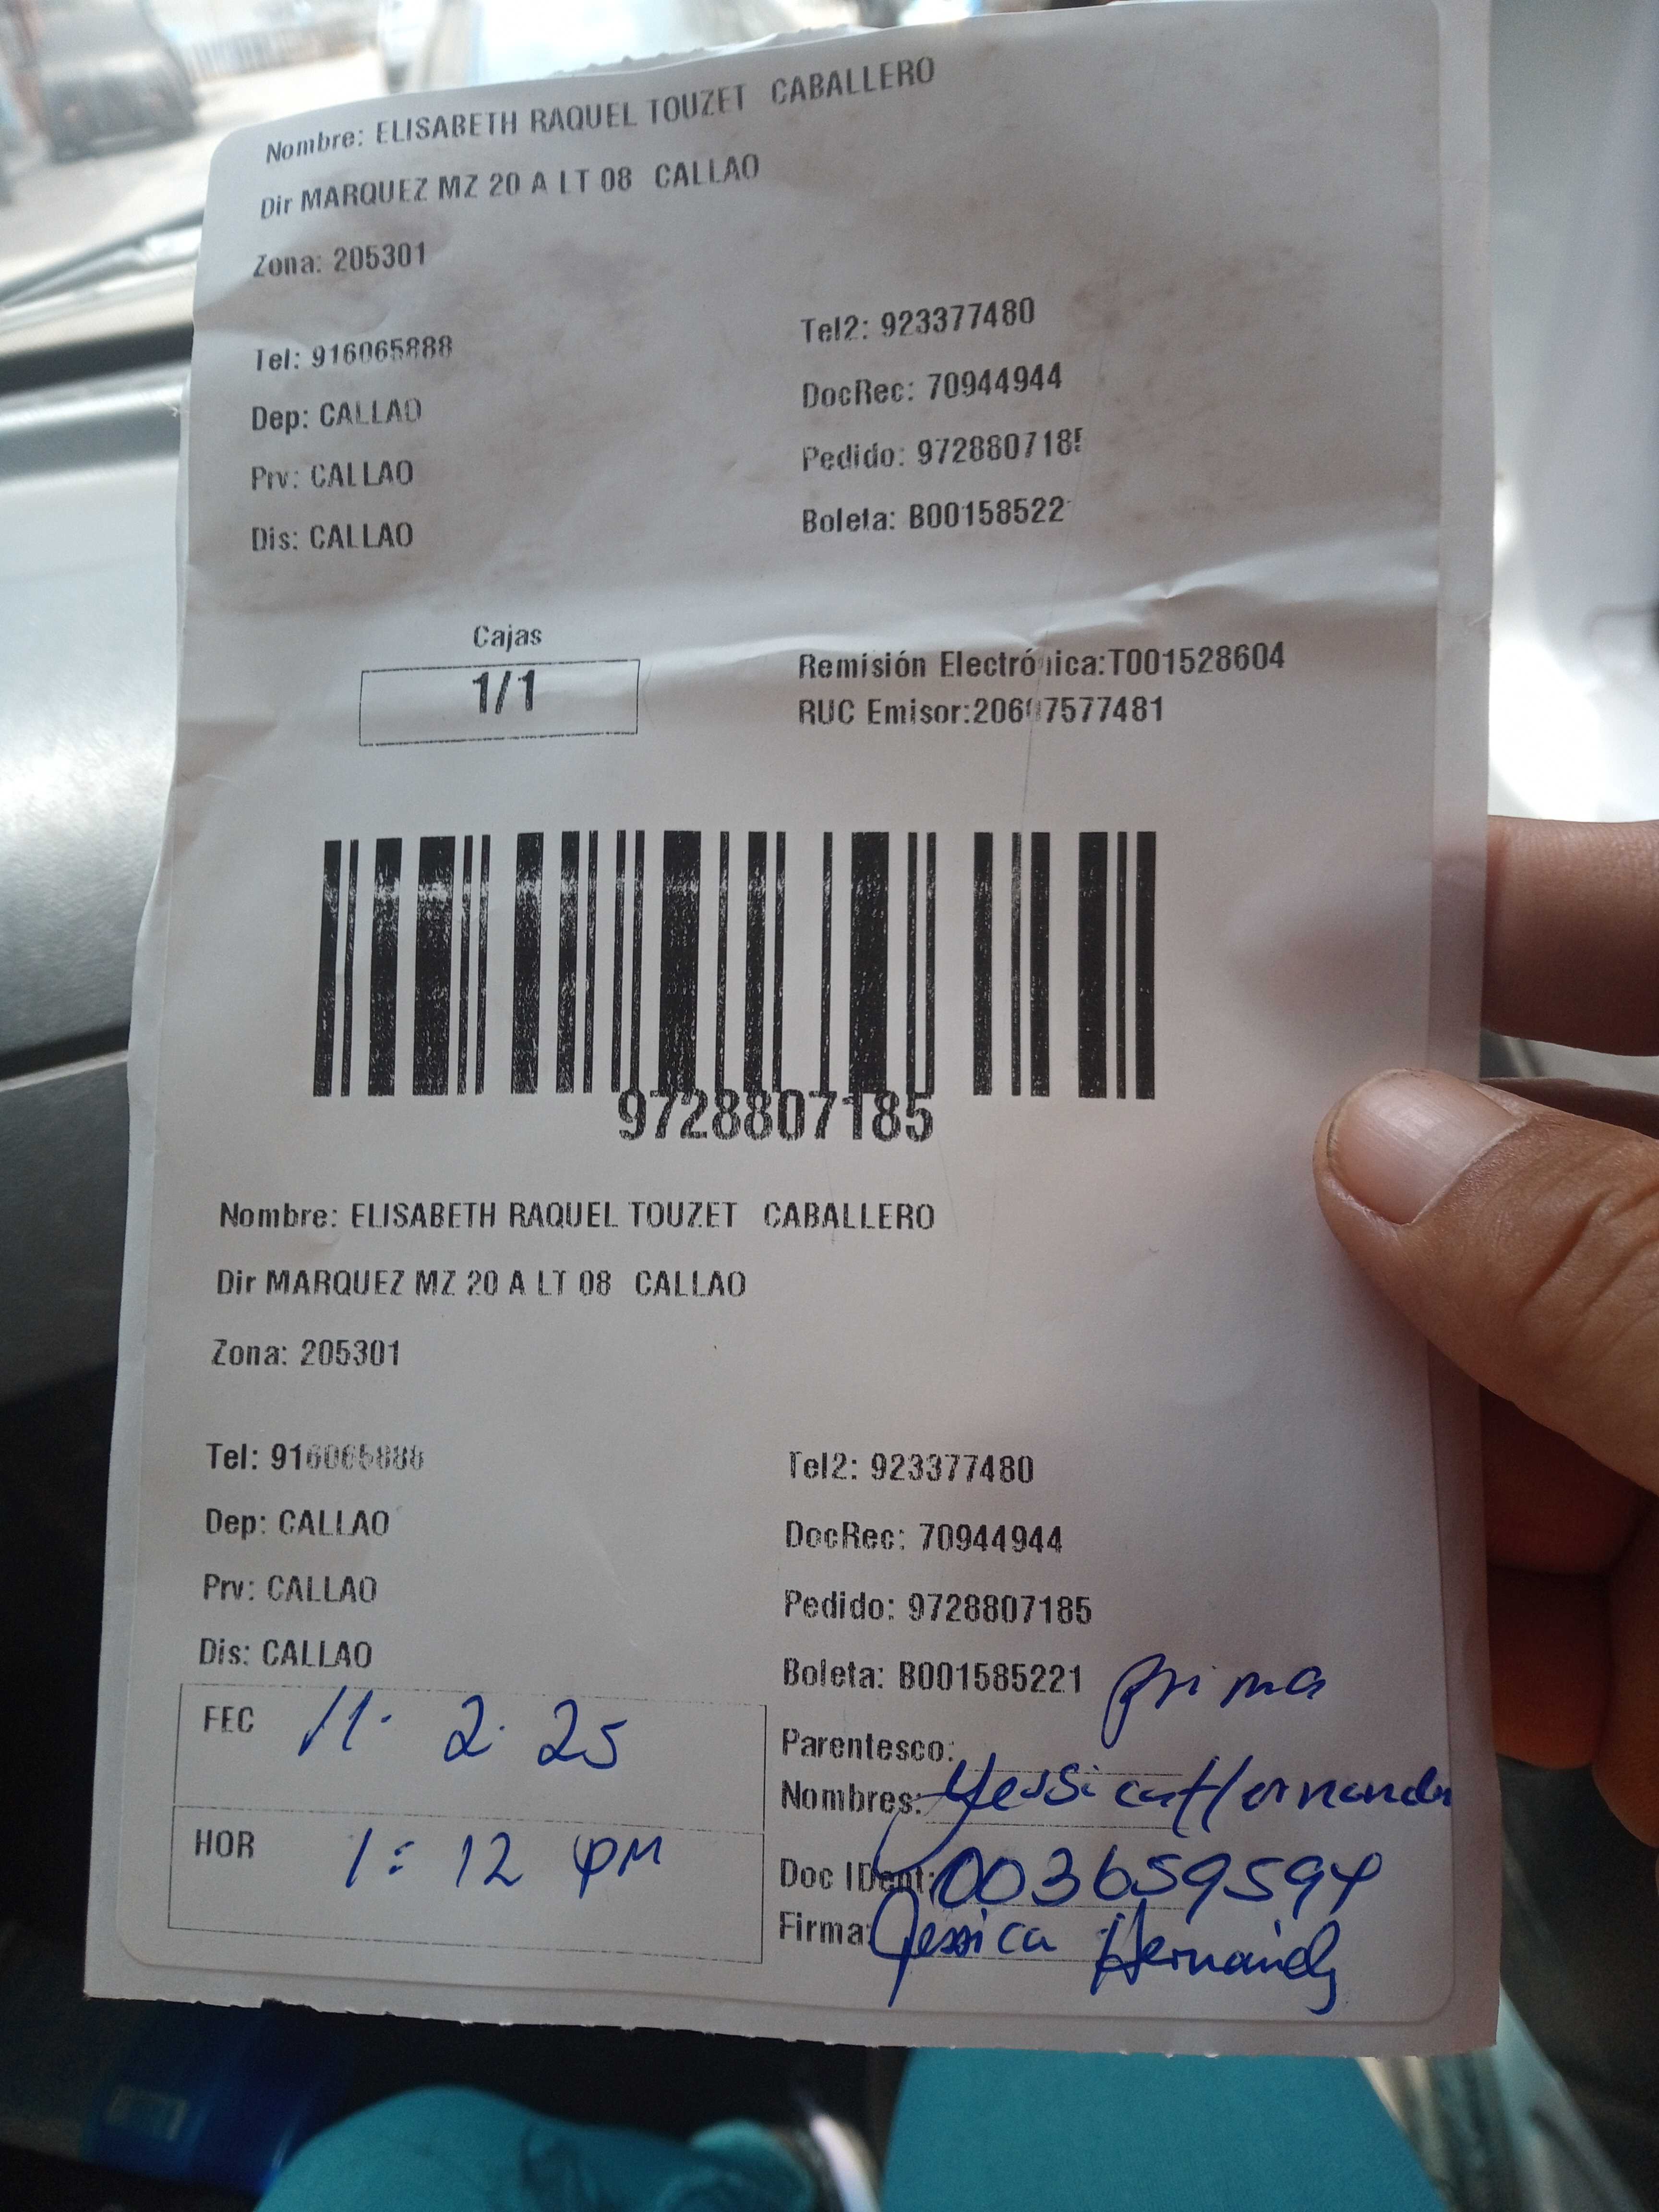 Nombre: ELISABETH RAQUEL TOUZET CABALLERO
Dir MARQUEZ MZ 20 A LT 08 CALLAO
Zona: 205301
Tel: 916065888 Tel2: 923377480
Dep: CALLAO DocRec: 70944944
Prv: CALLAO Pedido: 9728807185
Dis: CALLAO Boleta: B00158522
Cajas
1/1
Remisión Electrónica:T001528604
RUC Emisor:20607577481
9728807185
Nombre: ELISABETH RAQUEL TOUZET CABALLERO
Dir MARQUEZ MZ 20 A LT 08 CALLAO
Zona: 205301
Tel: 916065888 Tel2: 923377480
Dep: CALLAO DocRec: 70944944
Prv: CALLAO Pedido: 9728807185
Dis: CALLAO Boleta: B001585221
FEC 11. 2. 25
HOR 1:12 PM
prima
Parentesco:
Nombres: Yessica Hernandez
Doc IDent: 003659594
Firma: Jessica Hernández